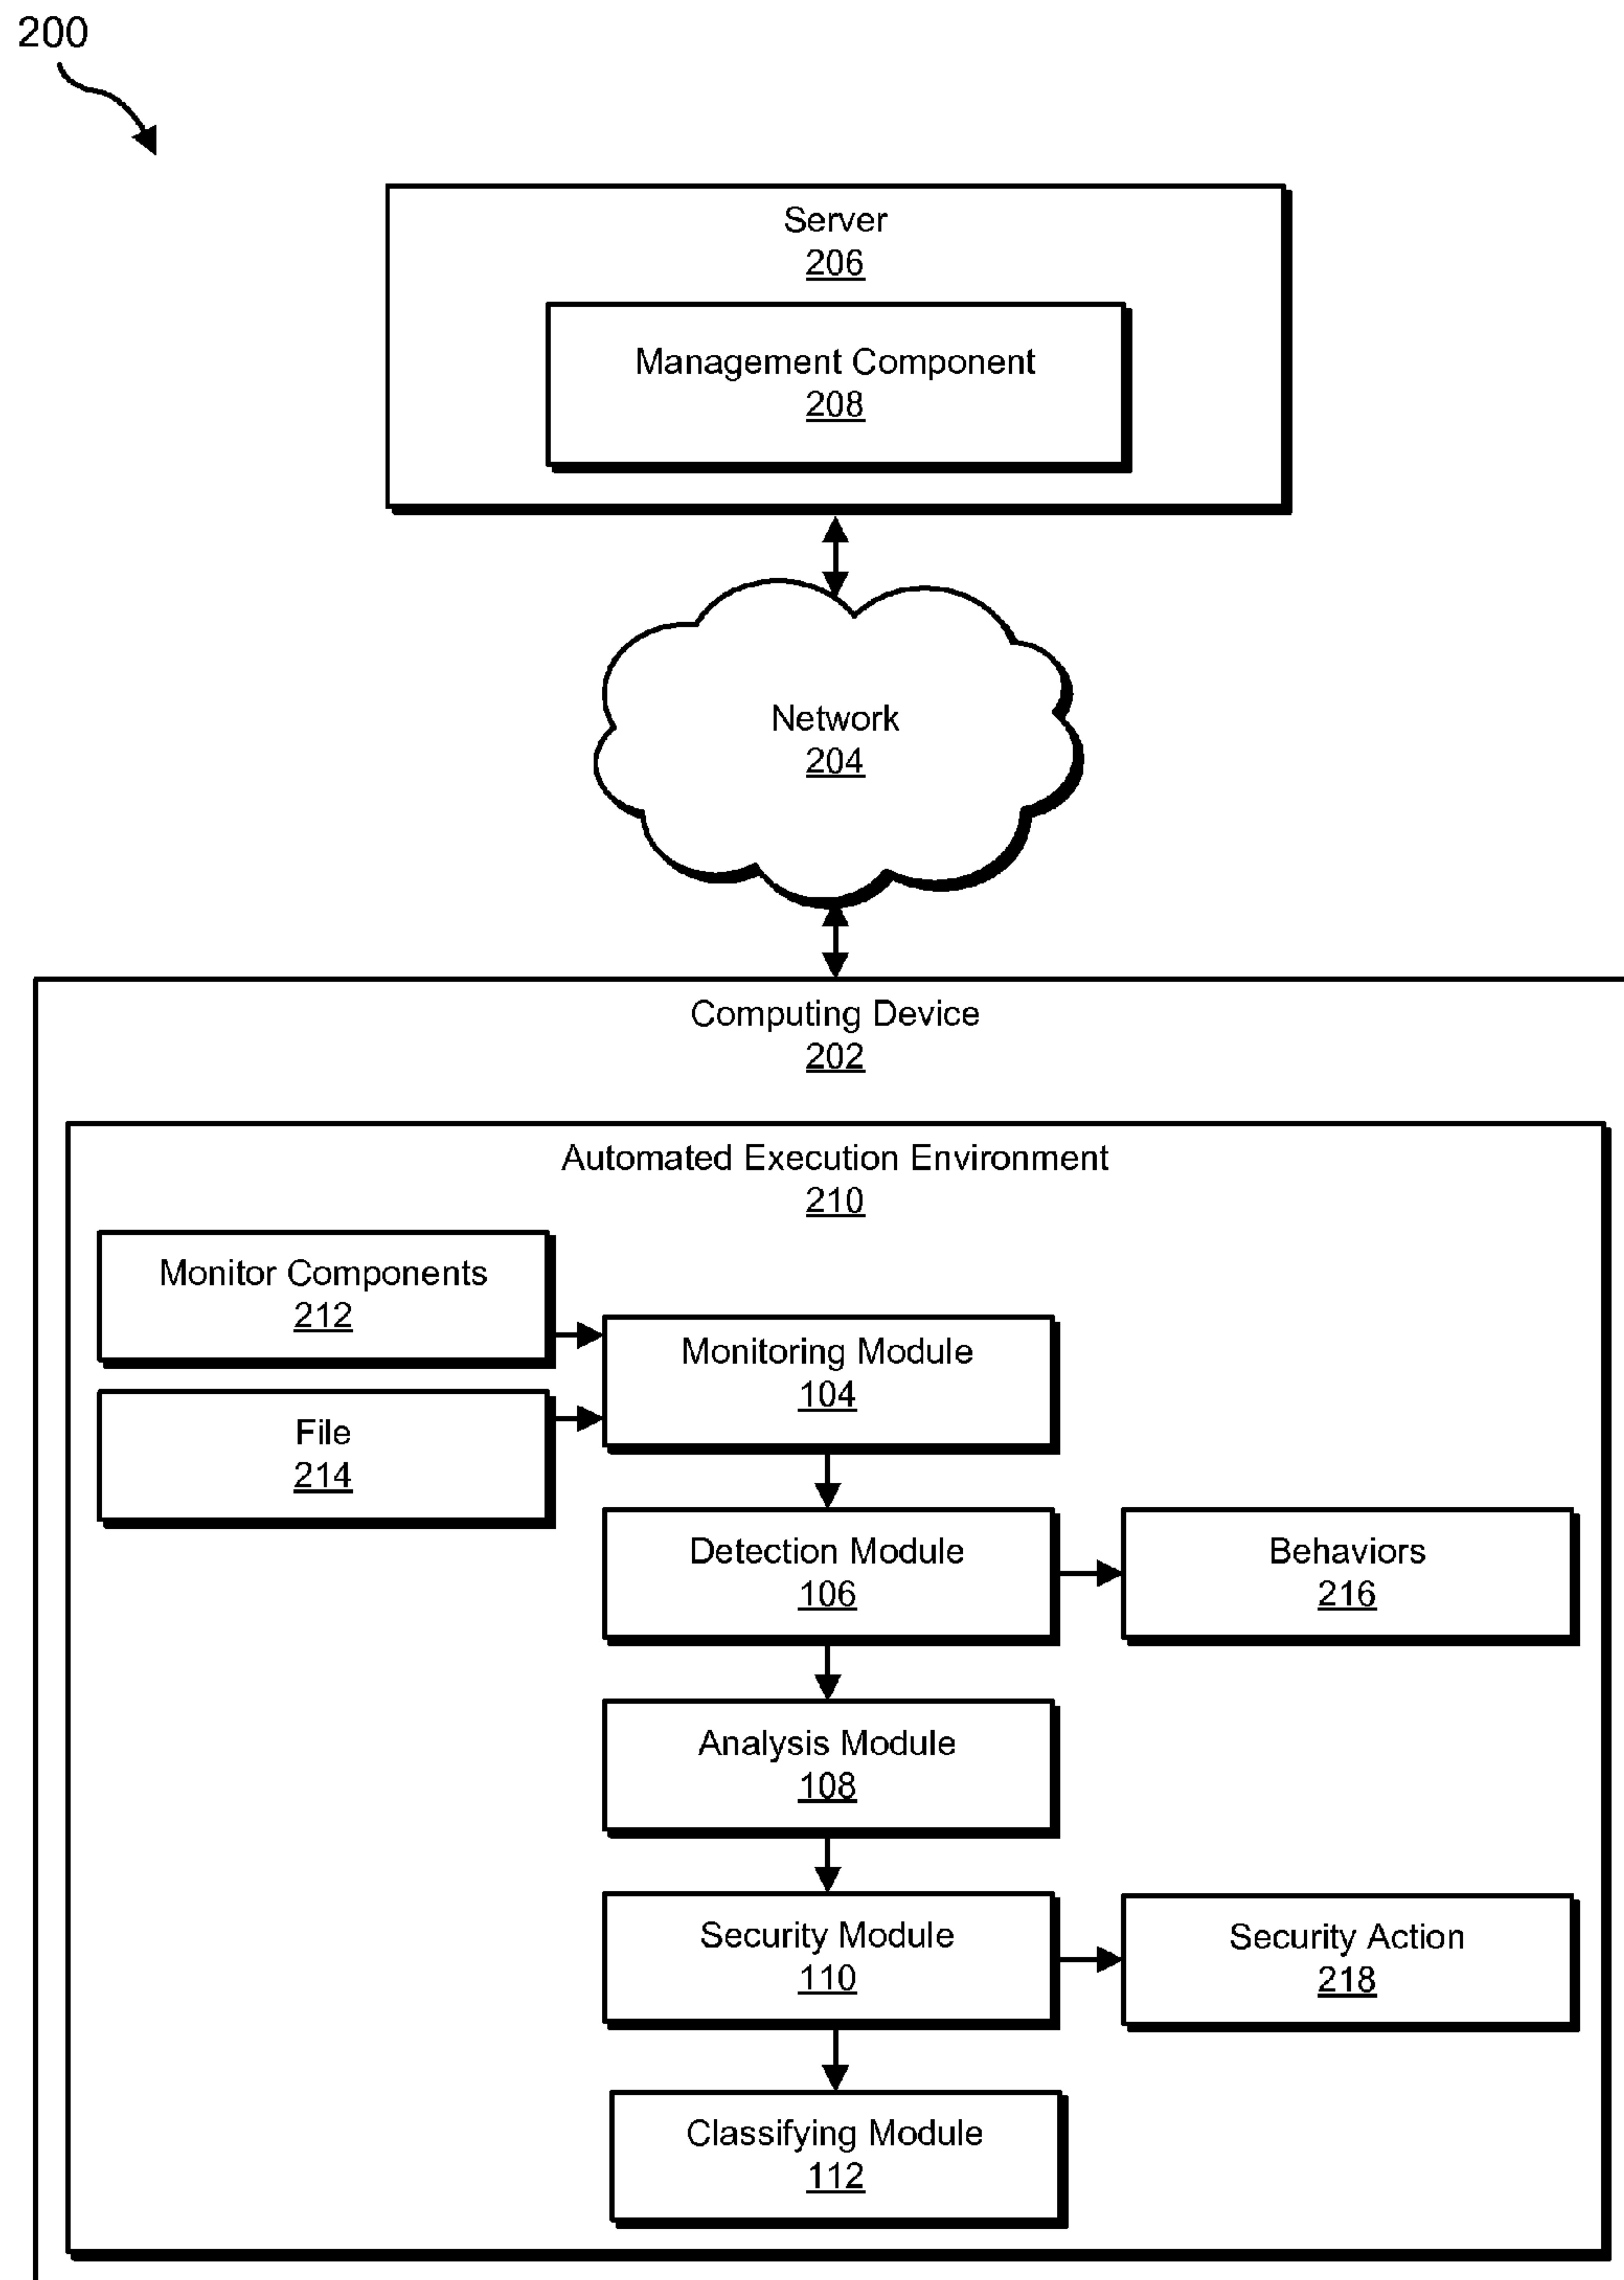 200
Server
206
Management Component
208
Network
204
Computing Device
202
Automated Execution Environment
210
Monitor Components
212
Monitoring Module
104
File
214
Detection Module
106
Behaviors
216
Analysis Module
108
Security Module
110
Security Action
218
Classifying Module
112